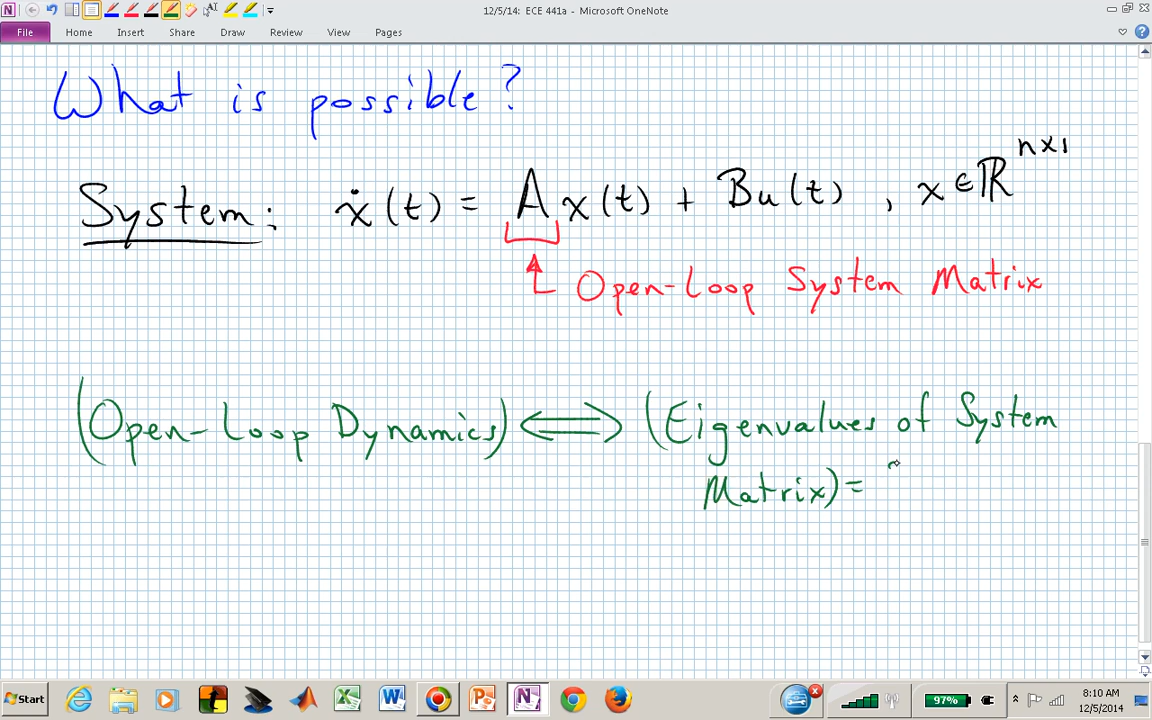 12/5/14: ECE 441a - Microsoft OneNote
File Home Insert Share Draw Review View Pages
What is possible?
System: ẋ(t) = A x(t) + Bu(t) , x ∈ ℝⁿˣ¹
Open-Loop System Matrix
(Open-Loop Dynamics) ⟺ (Eigenvalues of System
Matrix) =
Start 97% 8:10 AM
12/5/2014